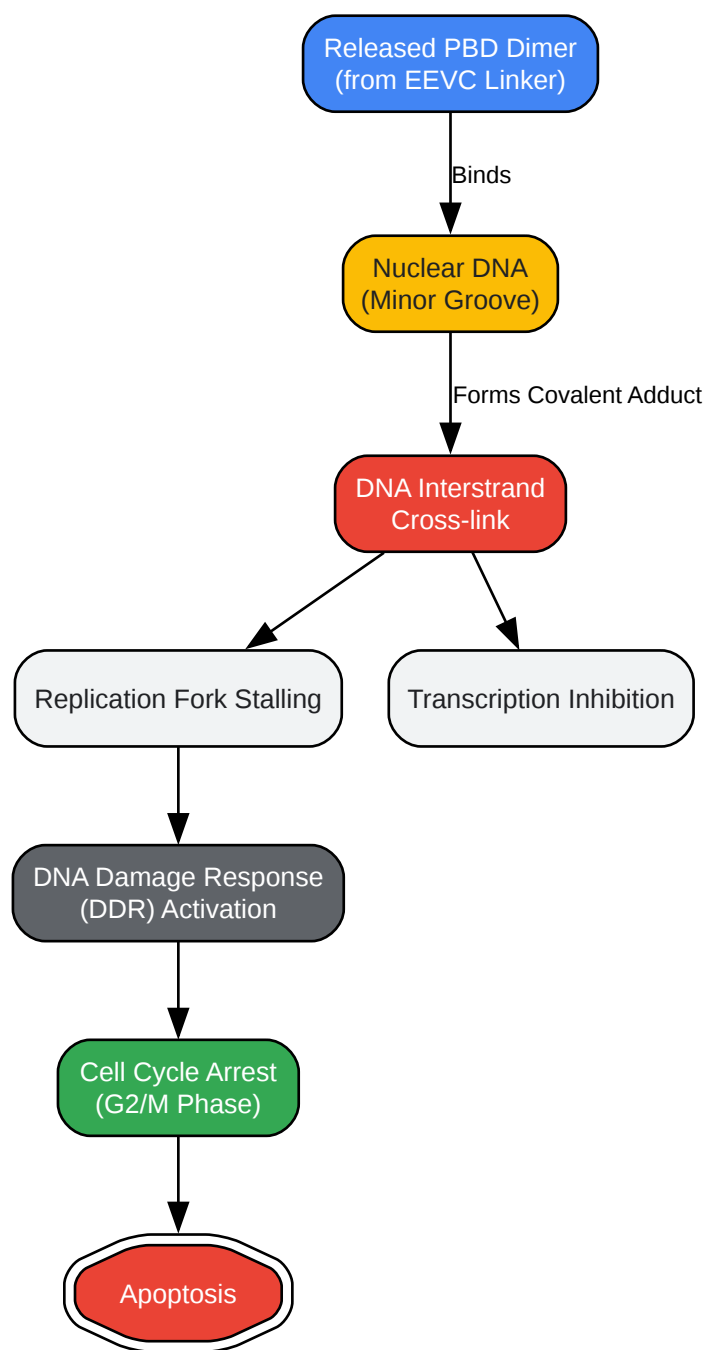 Released PBD Dimer
(from EEVC Linker)
Binds
Nuclear DNA
(Minor Groove)
Forms Covalent Adduct
DNA Interstrand
Cross-link
Replication Fork Stalling
Transcription Inhibition
DNA Damage Response
(DDR) Activation
Cell Cycle Arrest
(G2/M Phase)
Apoptosis